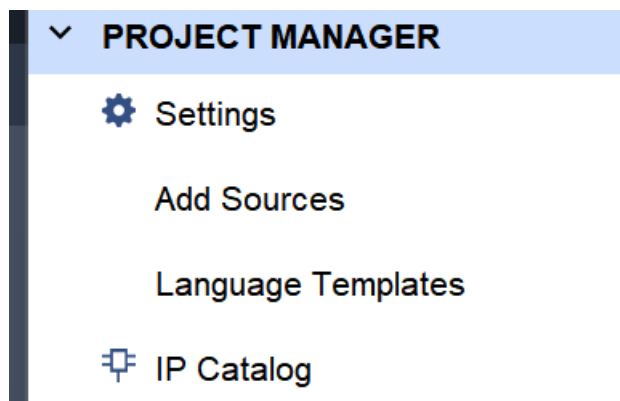 PROJECT MANAGER
Settings
Add Sources
Language Templates
IP Catalog